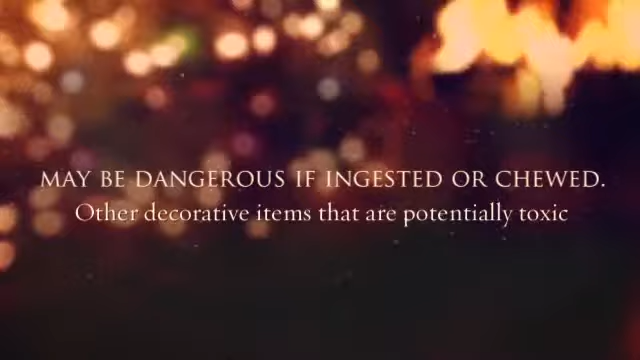 MAY BE DANGEROUS IF INGESTED OR CHEWED.
Other decorative items that are potentially toxic